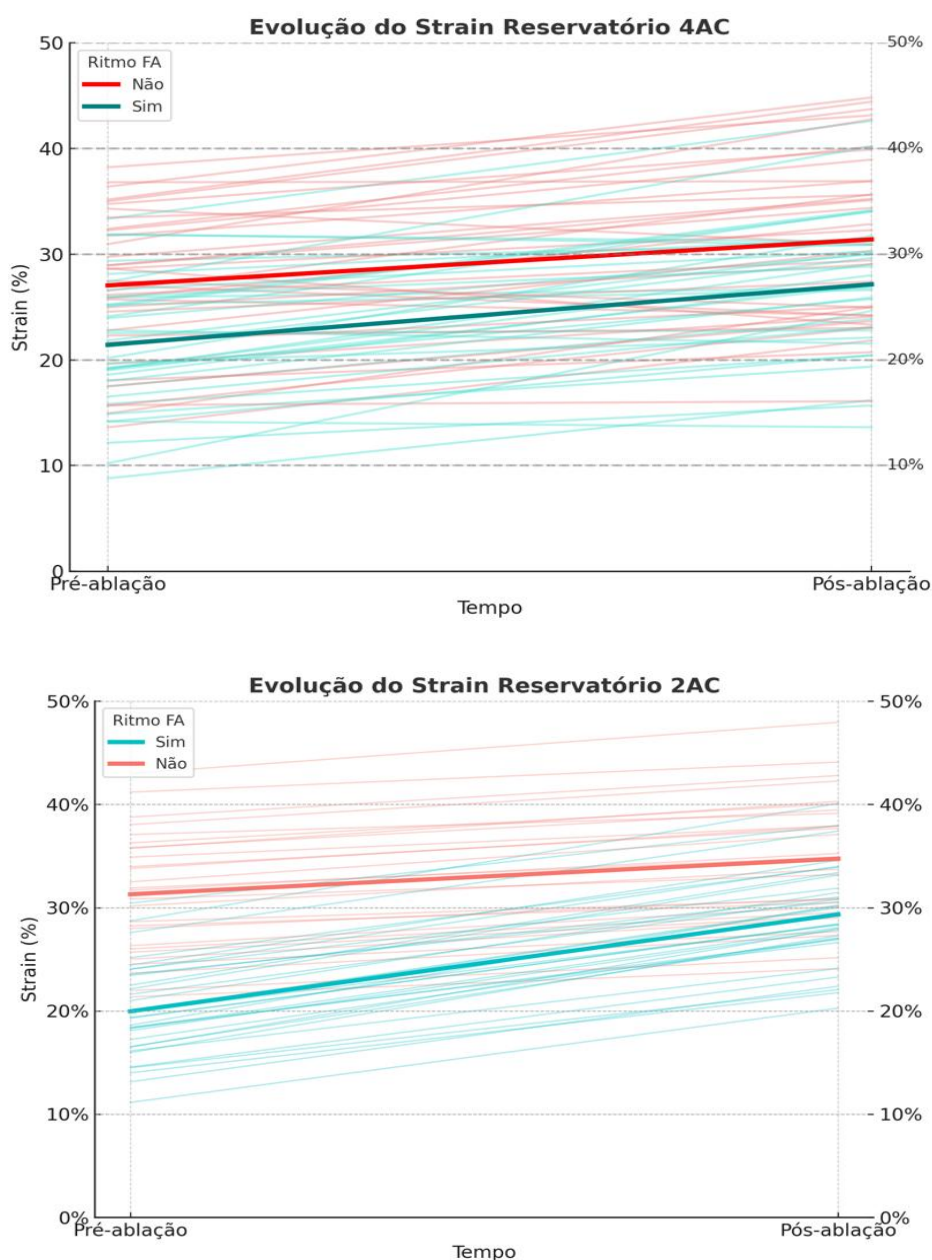 Evolução do Strain Reservatório 4AC
50
50%
Ritmo FA
Não
Sim
40
40%
30
30%
Strain (%)
20
20%
10
10%
0
Pré-ablação
Pós-ablação
Tempo
Evolução do Strain Reservatório 2AC
50%
50%
Ritmo FA
Sim
Não
40%
40%
30%
30%
Strain (%)
20%
20%
10%
10%
0%
0%
Pré-ablação
Pós-ablação
Tempo